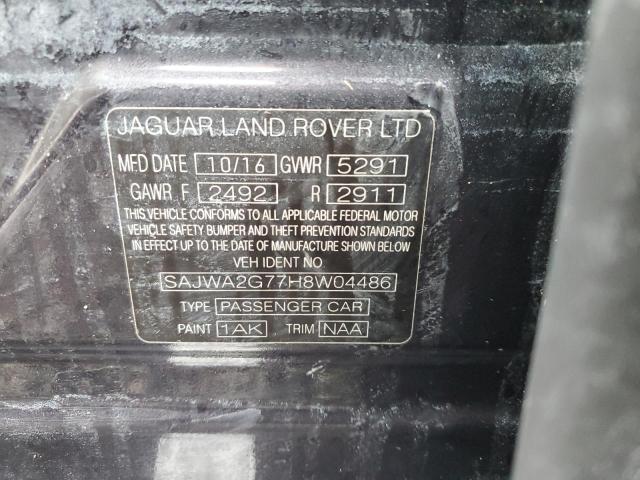 JAGUAR LAND ROVER LTD
MFD DATE 10/16 GVWR 5291
GAWR F 2492 R 2911
THIS VEHICLE CONFORMS TO ALL APPLICABLE FEDERAL MOTOR
VEHICLE SAFETY BUMPER AND THEFT PREVENTION STANDARDS
IN EFFECT UP TO THE DATE OF MANUFACTURE SHOWN BELOW
VEH IDENT NO
SAJWA2G77H8W04486
TYPE PASSENGER CAR
PAINT 1AK TRIM NAA